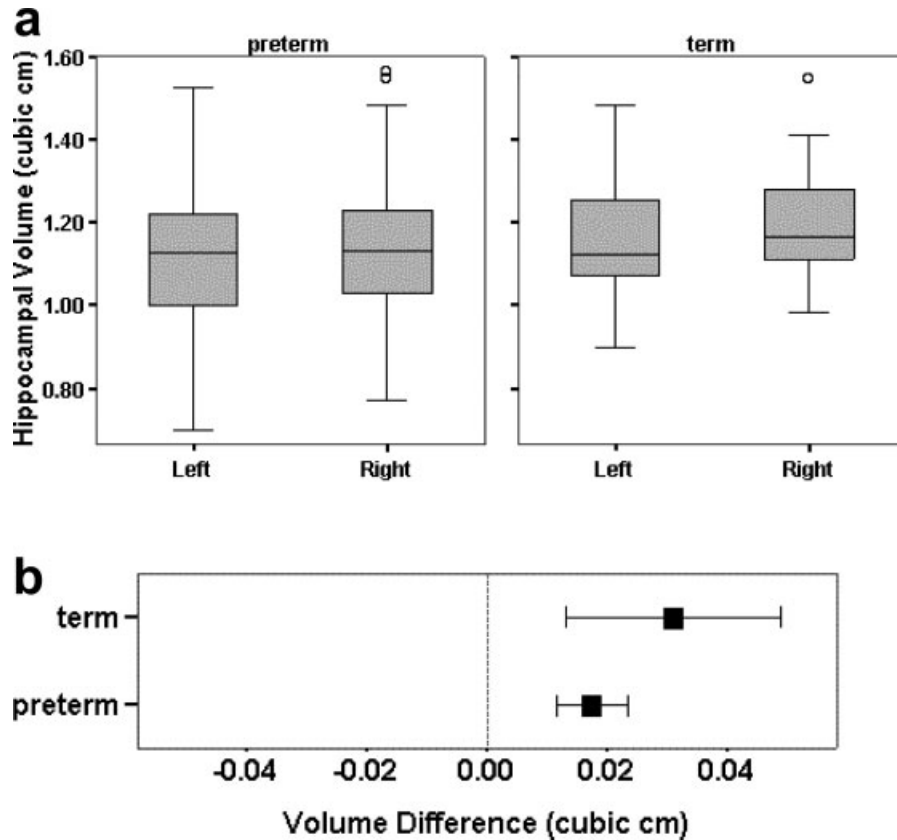 a
preterm term
Hippocampal Volume (cubic cm)
1.60
1.40
1.20
1.00
0.80
Left Right Left Right
b
term
preterm
-0.04 -0.02 0.00 0.02 0.04
Volume Difference (cubic cm)